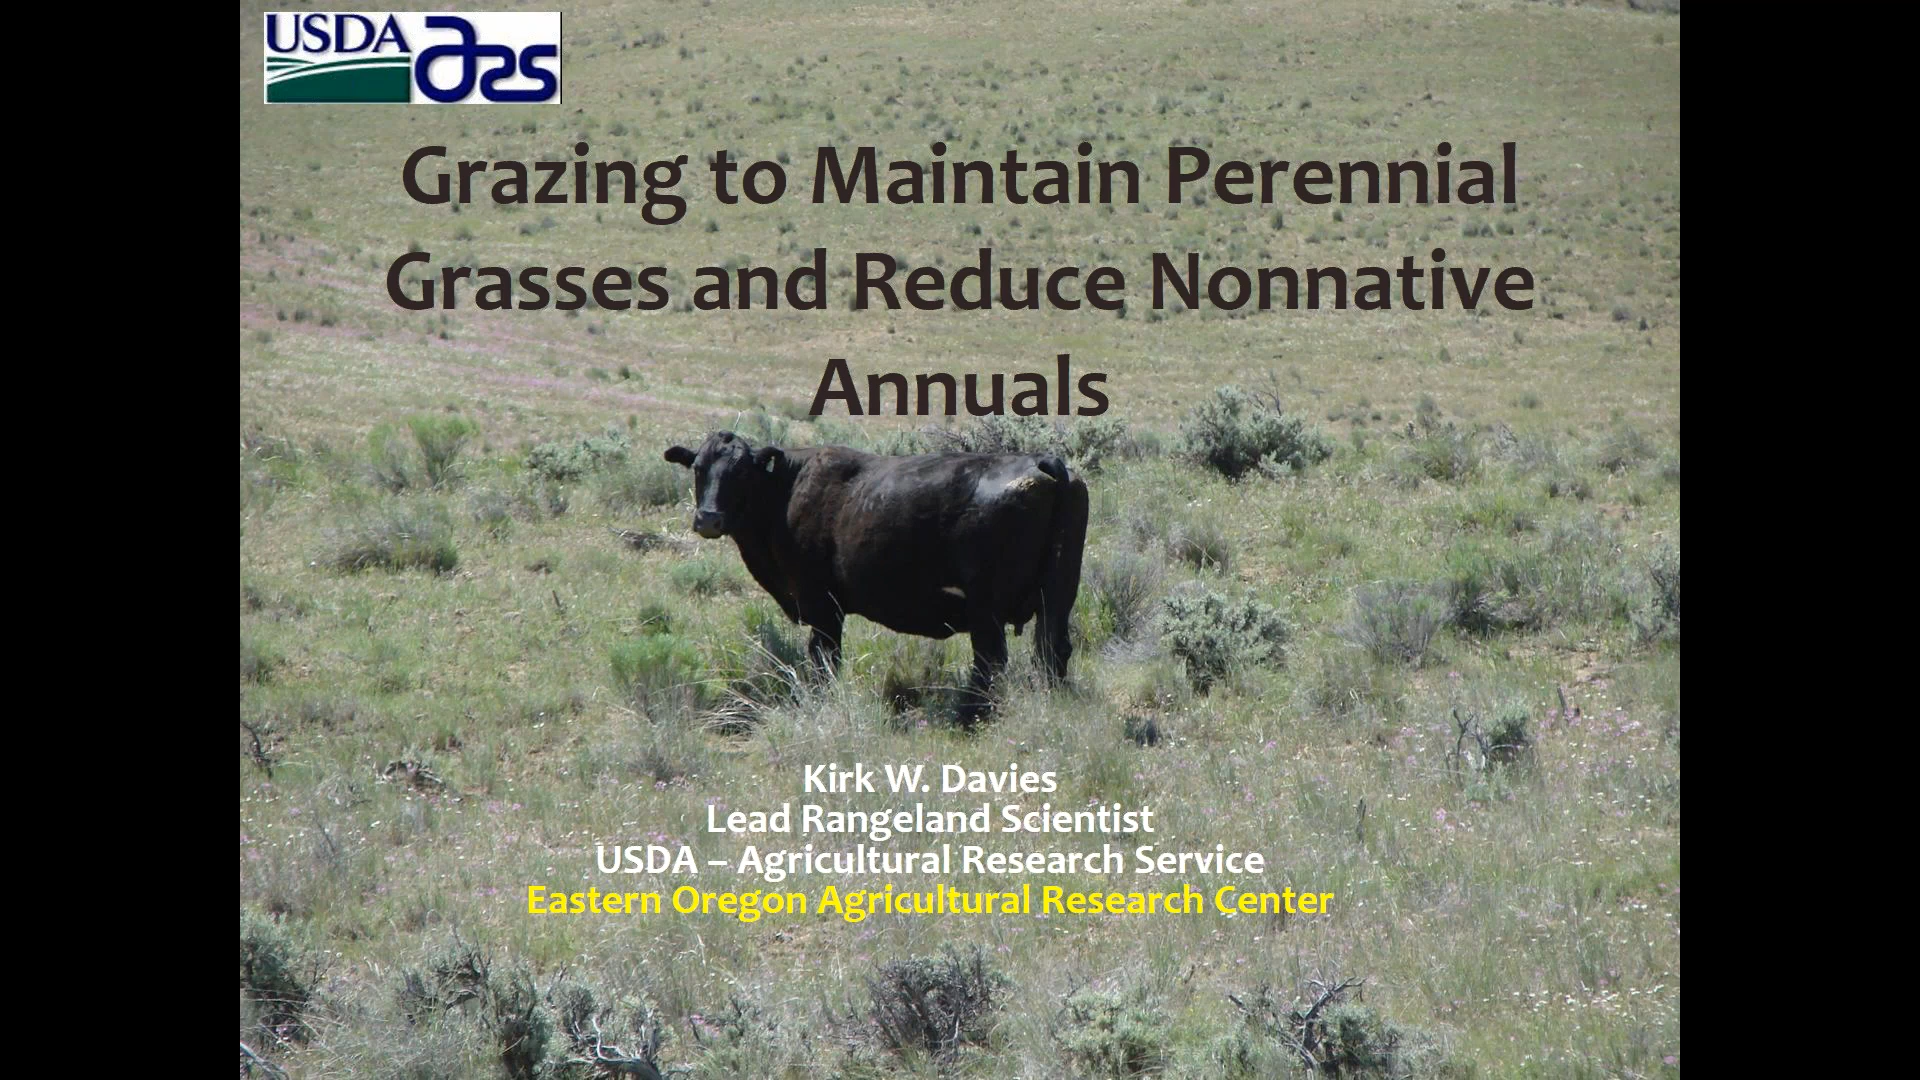 USDA ars
Grazing to Maintain Perennial
Grasses and Reduce Nonnative
Annuals
Kirk W. Davies
Lead Rangeland Scientist
USDA – Agricultural Research Service
Eastern Oregon Agricultural Research Center